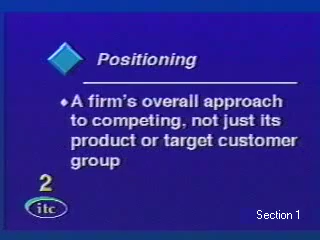 Positioning
♦A firm's overall approach
to competing, not just its
product or target customer
group
2
itc
Section 1